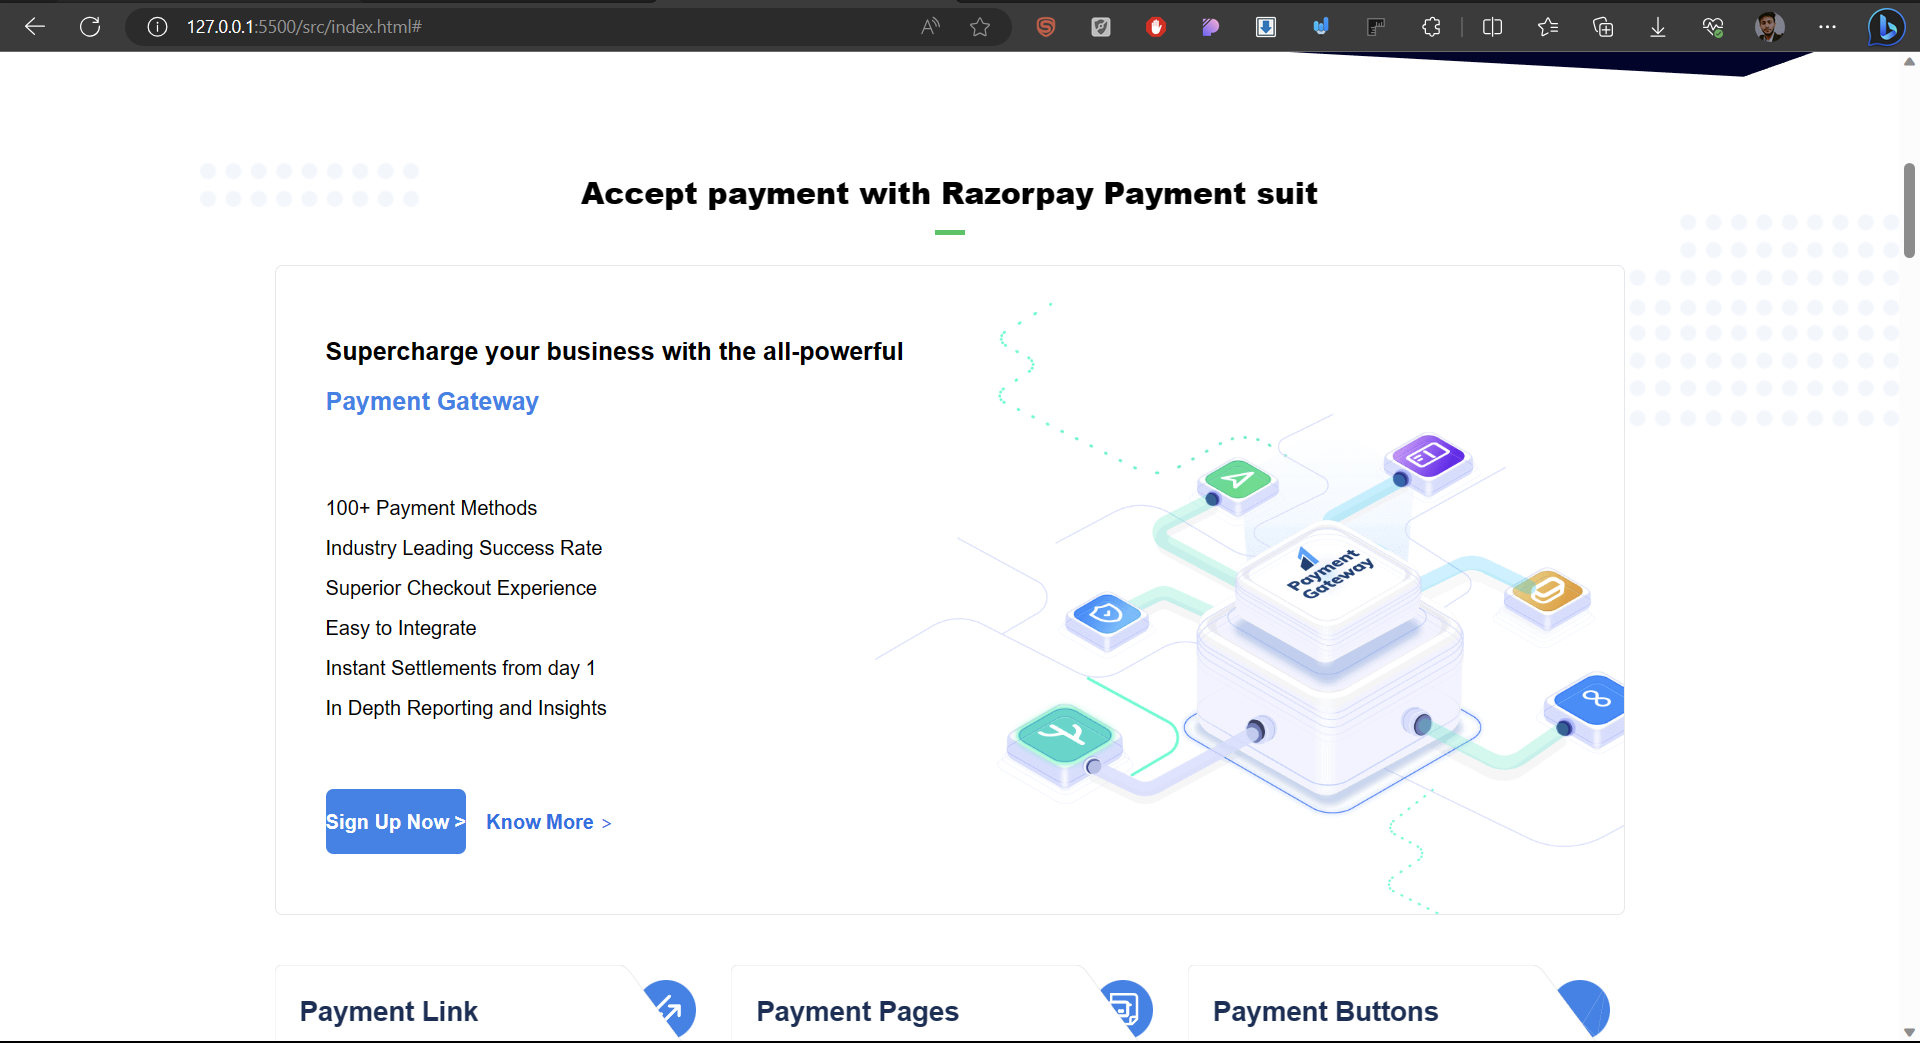 127.0.0.1:5500/src/index.html#
Accept payment with Razorpay Payment suit
Supercharge your business with the all-powerful
Payment Gateway
100+ Payment Methods
Industry Leading Success Rate
Superior Checkout Experience
Easy to Integrate
Instant Settlements from day 1
In Depth Reporting and Insights
Sign Up Now >
Know More >
Payment
Gateway
Payment Link
Payment Pages
Payment Buttons